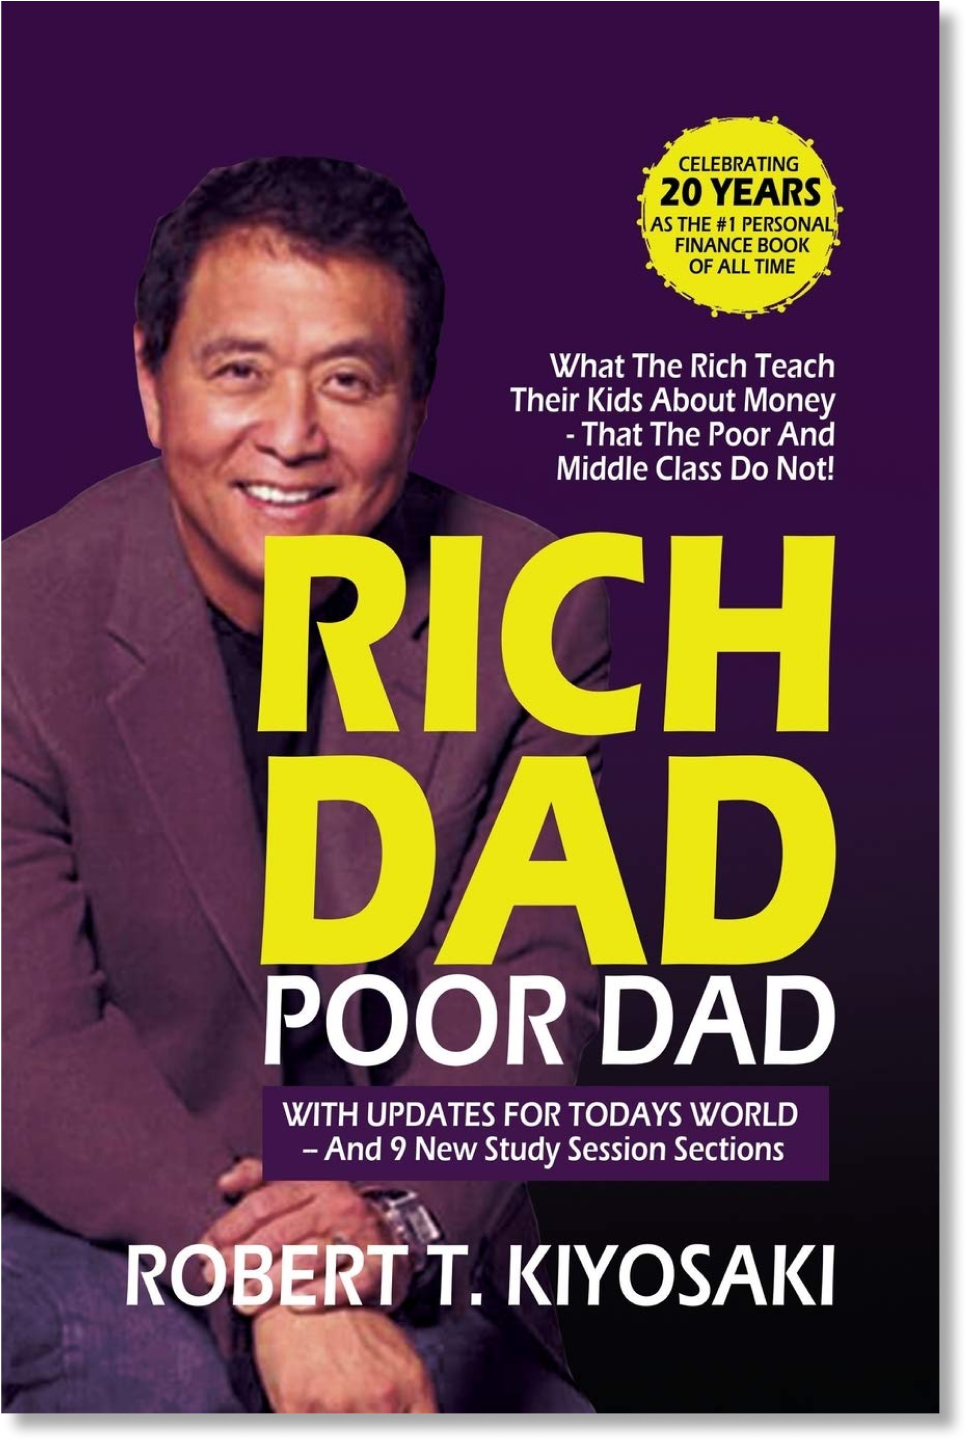 CELEBRATING
20 YEARS
AS THE #1 PERSONAL
FINANCE BOOK
OF ALL TIME
What The Rich Teach
Their Kids About Money
- That The Poor And
Middle Class Do Not!
RICH
DAD
POOR DAD
WITH UPDATES FOR TODAYS WORLD
– And 9 New Study Session Sections
ROBERT T. KIYOSAKI